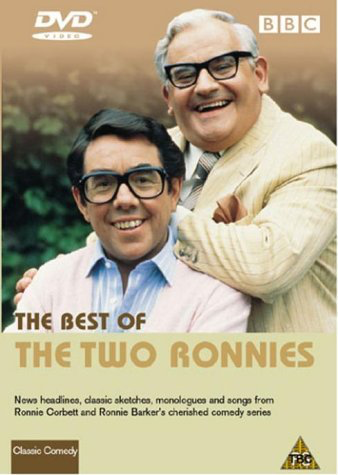 DVD
VIDEO
BBC
THE BEST OF
THE TWO RONNIES
News headlines, classic sketches, monologues and songs from
Ronnie Corbett and Ronnie Barker's cherished comedy series
Classic Comedy
TBC